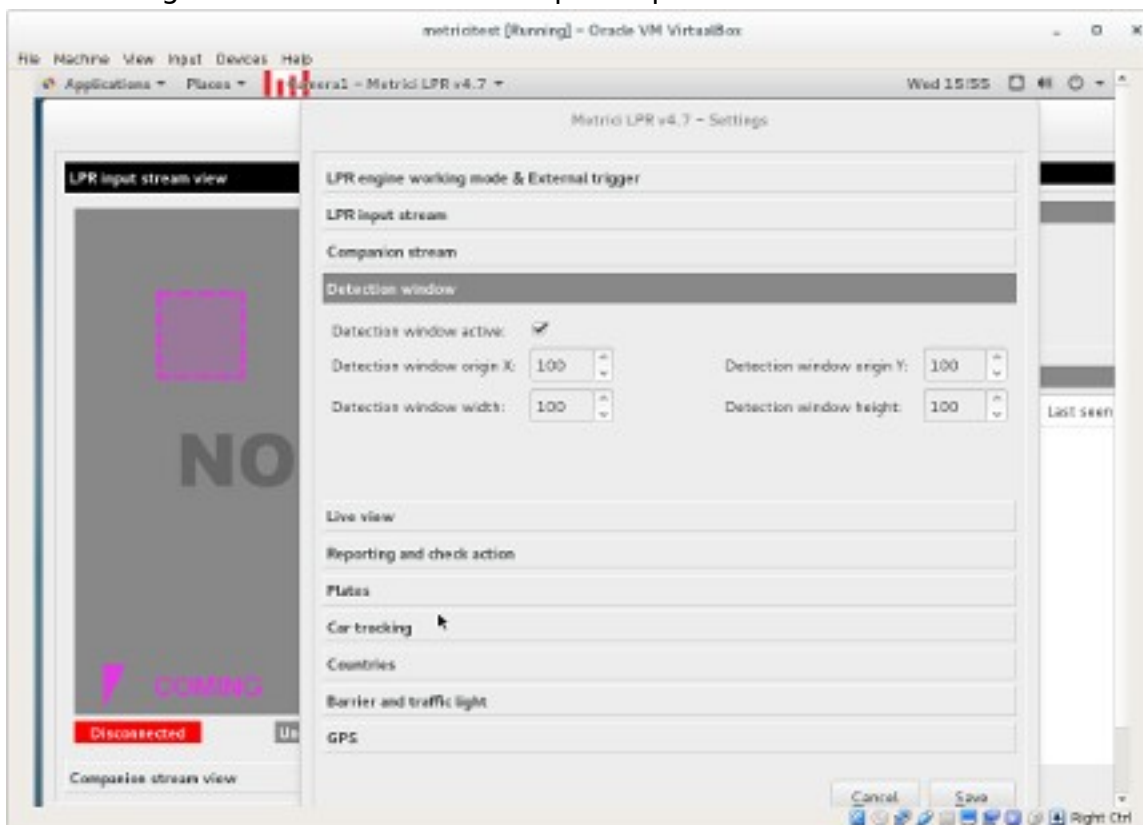 metricitest [Running] - Oracle VM VirtualBox
File Machine View Input Devices Help
Applications Places Camera1 - Metrici LPR v4.7 Wed 15:55
Metrici LPR v4.7 - Settings
LPR input stream view
LPR engine working mode & External trigger
LPR input stream
Companion stream
Detection window
Detection window active:
Detection window origin X: 100 Detection window origin Y: 100
Detection window width: 100 Detection window height: 100
Last seen
NO
Live view
Reporting and check action
Plates
Car tracking
Countries
COMING
Barrier and traffic light
Disconnected
GPS
Companion stream view
Cancel Save
Right Ctrl